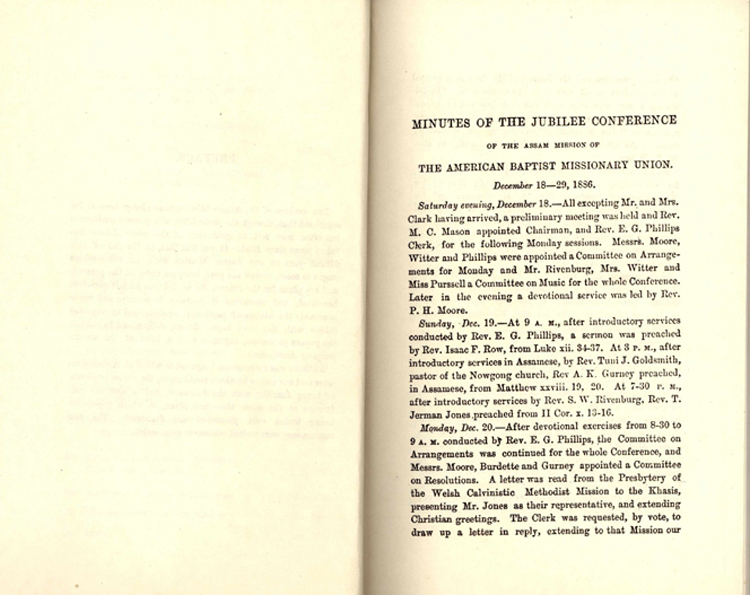 MINUTES OF THE JUBILEE CONFERENCE
OF THE ASSAM MISSION OF
THE AMERICAN BAPTIST MISSIONARY UNION.
December 18—29, 1886.
Saturday evening, December 18.—All excepting Mr. and Mrs.
Clark having arrived, a preliminary meeting was held and Rev.
M. C. Mason appointed Chairman, and Rev. E. G. Phillips
Clerk, for the following Monday sessions. Messrs. Moore,
Witter and Phillips were appointed a Committee on Arrange-
ments for Monday and Mr. Rivenburg, Mrs. Witter and
Miss Purssell a Committee on Music for the whole Conference.
Later in the evening a devotional service was led by Rev.
P. H. Moore.
Sunday, Dec. 19.—At 9 A. M., after introductory services
conducted by Rev. E. G. Phillips, a sermon was preached
by Rev. Isaac F. Row, from Luke xii. 34-37. At 3 P. M., after
introductory services in Assamese, by Rev. Tuni J. Goldsmith,
pastor of the Nowgong church, Rev A. K. Gurney preached,
in Assamese, from Matthew xxviii. 19, 20. At 7-30 P. M.,
after introductory services by Rev. S. W. Rivenburg, Rev. T.
Jerman Jones preached from II Cor. x. 13-16.
Monday, Dec. 20.—After devotional exercises from 8-30 to
9 A. M. conducted by Rev. E. G. Phillips, the Committee on
Arrangements was continued for the whole Conference, and
Messrs. Moore, Burdette and Gurney appointed a Committee
on Resolutions. A letter was read from the Presbytery of
the Welsh Calvinistic Methodist Mission to the Khasis,
presenting Mr. Jones as their representative, and extending
Christian greetings. The Clerk was requested, by vote, to
draw up a letter in reply, extending to that Mission our